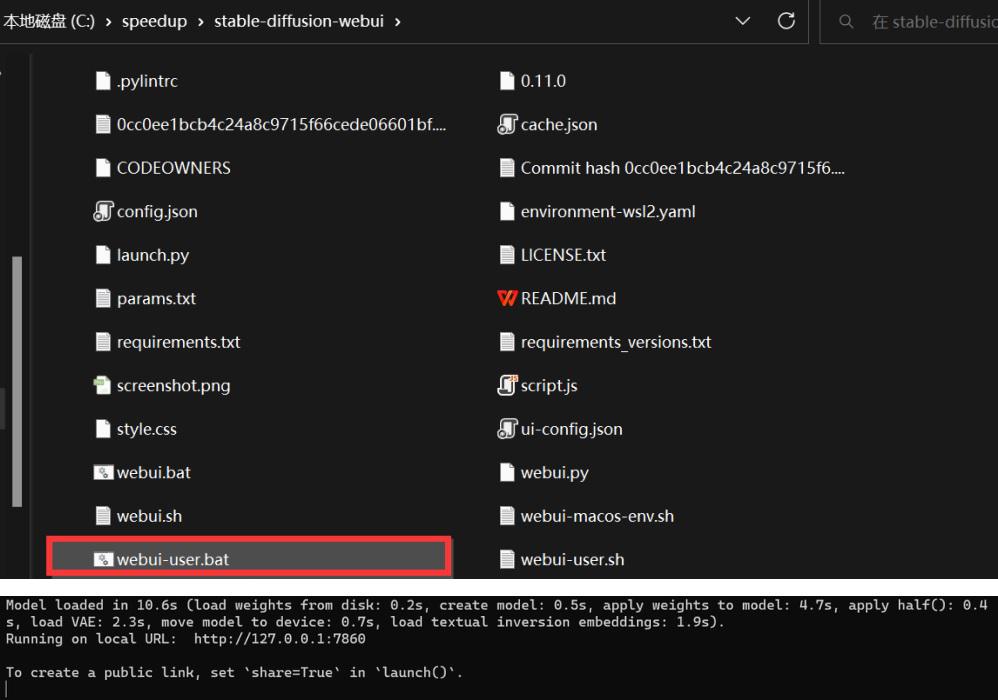 本地磁盘 (C:) › speedup › stable-diffusion-webui ›
在 stable-diffusio
.pylintrc
0.11.0
0cc0ee1bcb4c24a8c9715f66cede06601bf....
cache.json
CODEOWNERS
Commit hash 0cc0ee1bcb4c24a8c9715f6....
config.json
environment-wsl2.yaml
launch.py
LICENSE.txt
params.txt
README.md
requirements.txt
requirements_versions.txt
screenshot.png
script.js
style.css
ui-config.json
webui.bat
webui.py
webui.sh
webui-macos-env.sh
webui-user.bat
webui-user.sh
Model loaded in 10.6s (load weights from disk: 0.2s, create model: 0.5s, apply weights to model: 4.7s, apply half(): 0.4
s, load VAE: 2.3s, move model to device: 0.7s, load textual inversion embeddings: 1.9s).
Running on local URL:  http://127.0.0.1:7860
To create a public link, set `share=True` in `launch()`.